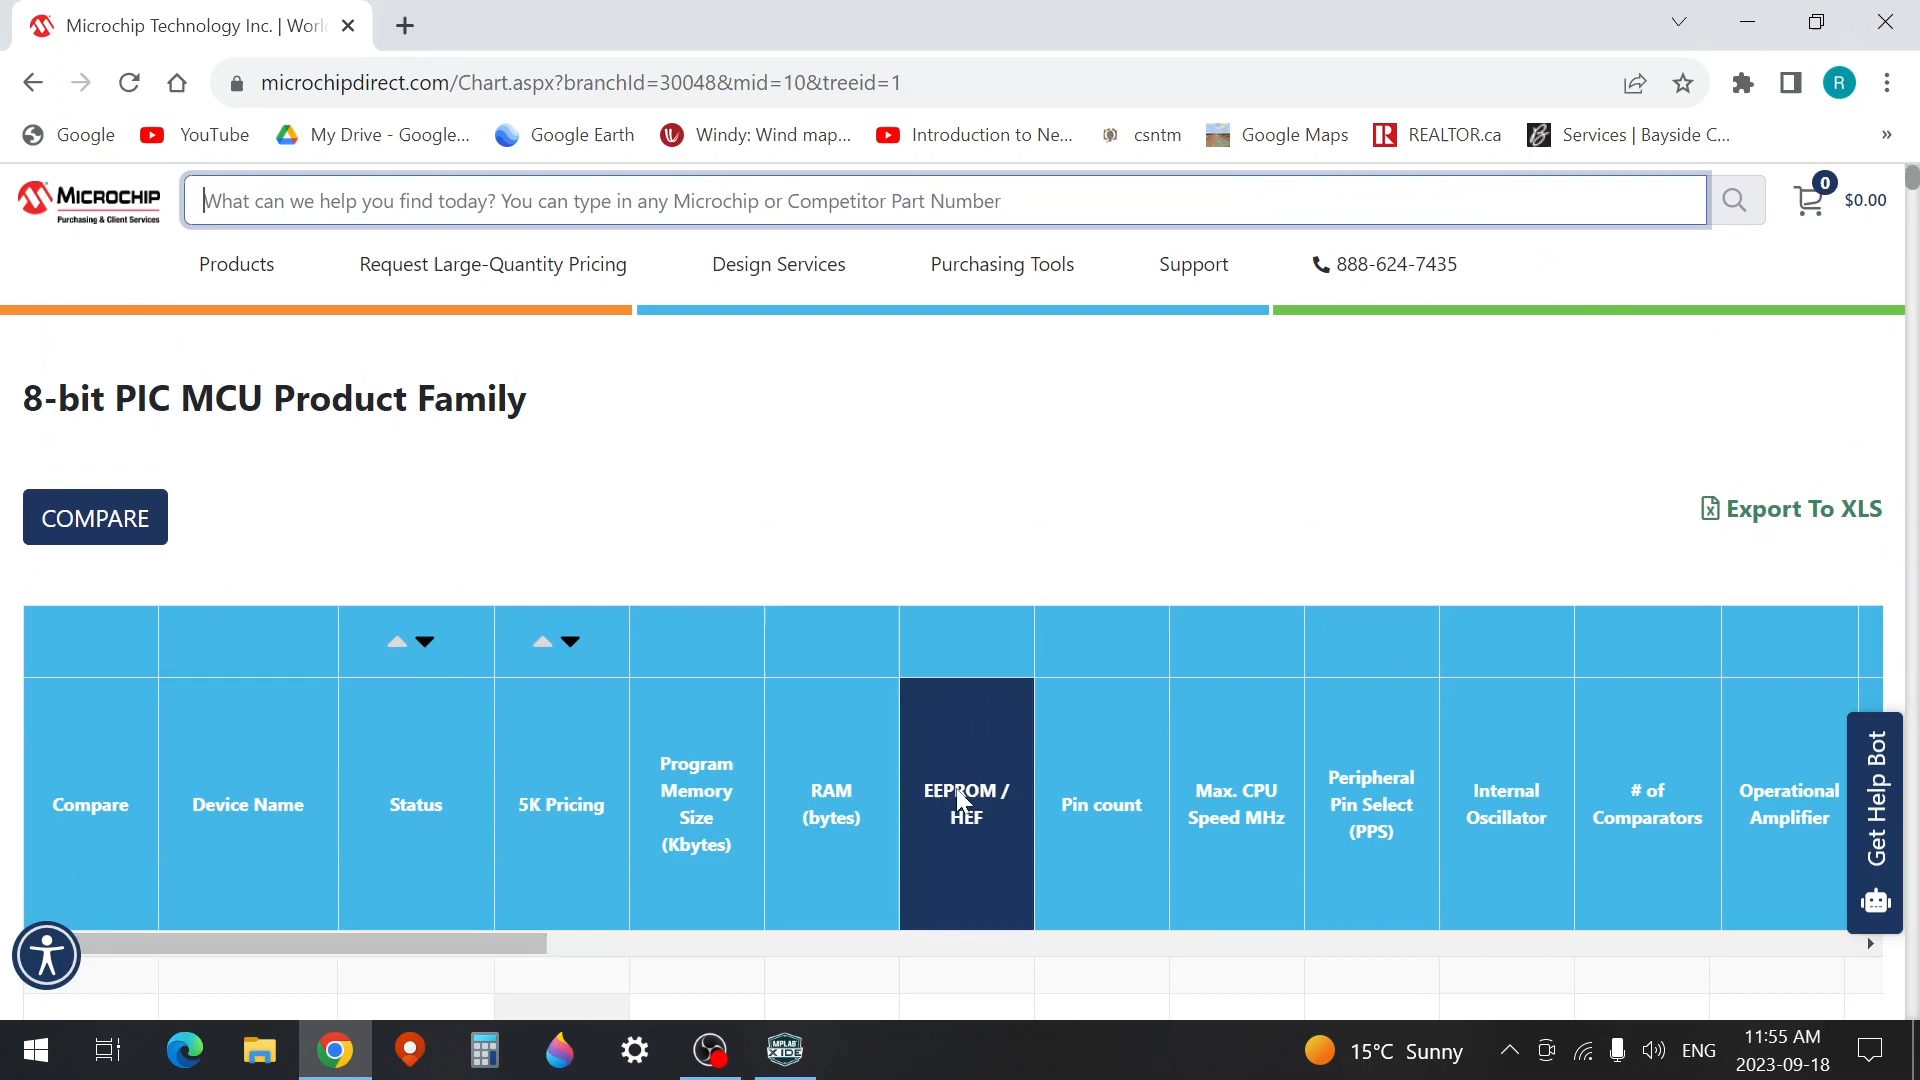 Microchip Technology Inc. | Worl
microchipdirect.com/Chart.aspx?branchId=30048&mid=10&treeid=1
R
Google
YouTube
My Drive - Google...
Google Earth
Windy: Wind map...
Introduction to Ne...
csntm
Google Maps
REALTOR.ca
Services | Bayside C...
»
MICROCHIP
Purchasing & Client Services
What can we help you find today? You can type in any Microchip or Competitor Part Number
0
$0.00
Products
Request Large-Quantity Pricing
Design Services
Purchasing Tools
Support
888-624-7435
8-bit PIC MCU Product Family
COMPARE
Export To XLS
Compare
Device Name
Status
5K Pricing
Program
Memory
Size
(Kbytes)
RAM
(bytes)
EEPROM /
HEF
Pin count
Max. CPU
Speed MHz
Peripheral
Pin Select
(PPS)
Internal
Oscillator
# of
Comparators
Operational
Amplifier
Get Help Bot
MPLAB
X IDE
15°C Sunny
ENG
11:55 AM
2023-09-18